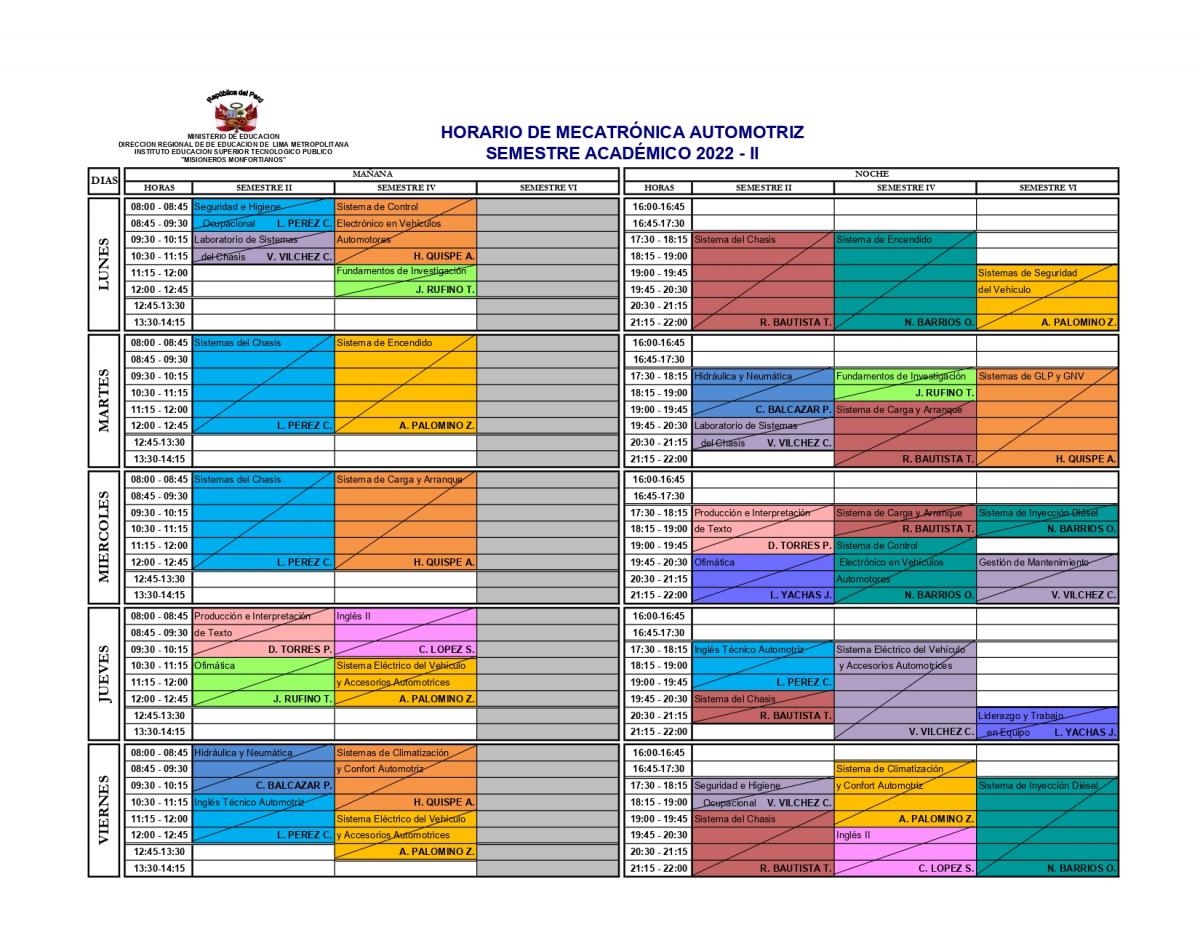 República del Perú
MINISTERIO DE EDUCACION
DIRECCION REGIONAL DE DE EDUCACION DE LIMA METROPOLITANA
INSTITUTO EDUCACION SUPERIOR TECNOLOGICO PUBLICO
"MISIONEROS MONFORTIANOS"
HORARIO DE MECATRÓNICA AUTOMOTRIZ
SEMESTRE ACADÉMICO 2022 - II
DIAS MAÑANA NOCHE
HORAS SEMESTRE II SEMESTRE IV SEMESTRE VI HORAS SEMESTRE II SEMESTRE IV SEMESTRE VI
LUNES
08:00 - 08:45 Seguridad e Higiene Sistema de Control 16:00-16:45
08:45 - 09:30 Ocupacional L. PEREZ C. Electrónico en Vehículos 16:45-17:30
09:30 - 10:15 Laboratorio de Sistemas Automotores 17:30 - 18:15 Sistema del Chasis Sistema de Encendido
10:30 - 11:15 del Chasis V. VILCHEZ C. H. QUISPE A. 18:15 - 19:00
11:15 - 12:00 Fundamentos de Investigación 19:00 - 19:45 Sistemas de Seguridad
12:00 - 12:45 J. RUFINO T. 19:45 - 20:30 del Vehículo
12:45-13:30 20:30 - 21:15
13:30-14:15 21:15 - 22:00 R. BAUTISTA T. N. BARRIOS O. A. PALOMINO Z.
MARTES
08:00 - 08:45 Sistemas del Chasis Sistema de Encendido 16:00-16:45
08:45 - 09:30 16:45-17:30
09:30 - 10:15 17:30 - 18:15 Hidráulica y Neumática Fundamentos de Investigación Sistemas de GLP y GNV
10:30 - 11:15 18:15 - 19:00 J. RUFINO T.
11:15 - 12:00 19:00 - 19:45 C. BALCAZAR P. Sistema de Carga y Arranque
12:00 - 12:45 L. PEREZ C. A. PALOMINO Z. 19:45 - 20:30 Laboratorio de Sistemas
12:45-13:30 20:30 - 21:15 del Chasis V. VILCHEZ C.
13:30-14:15 21:15 - 22:00 R. BAUTISTA T. H. QUISPE A.
MIERCOLES
08:00 - 08:45 Sistemas del Chasis Sistema de Carga y Arranque 16:00-16:45
08:45 - 09:30 16:45-17:30
09:30 - 10:15 17:30 - 18:15 Producción e Interpretación Sistema de Carga y Arranque Sistema de Inyección Diésel
10:30 - 11:15 18:15 - 19:00 de Texto R. BAUTISTA T. N. BARRIOS O.
11:15 - 12:00 19:00 - 19:45 D. TORRES P. Sistema de Control
12:00 - 12:45 L. PEREZ C. H. QUISPE A. 19:45 - 20:30 Ofimática Electrónico en Vehículos Gestión de Mantenimiento
12:45-13:30 20:30 - 21:15 Automotores
13:30-14:15 21:15 - 22:00 L. YACHAS J. N. BARRIOS O. V. VILCHEZ C.
JUEVES
08:00 - 08:45 Producción e Interpretación Inglés II 16:00-16:45
08:45 - 09:30 de Texto 16:45-17:30
09:30 - 10:15 D. TORRES P. C. LOPEZ S. 17:30 - 18:15 Inglés Técnico Automotriz Sistema Eléctrico del Vehículo
10:30 - 11:15 Ofimática Sistema Eléctrico del Vehículo 18:15 - 19:00 y Accesorios Automotrices
11:15 - 12:00 y Accesorios Automotrices 19:00 - 19:45 L. PEREZ C.
12:00 - 12:45 J. RUFINO T. A. PALOMINO Z. 19:45 - 20:30 Sistema del Chasis
12:45-13:30 20:30 - 21:15 R. BAUTISTA T. Liderazgo y Trabajo
13:30-14:15 21:15 - 22:00 V. VILCHEZ C. en Equipo L. YACHAS J.
VIERNES
08:00 - 08:45 Hidráulica y Neumática Sistemas de Climatización 16:00-16:45
08:45 - 09:30 y Confort Automotriz 16:45-17:30 Sistema de Climatización
09:30 - 10:15 C. BALCAZAR P. 17:30 - 18:15 Seguridad e Higiene y Confort Automotriz Sistema de Inyección Diésel
10:30 - 11:15 Inglés Técnico Automotriz H. QUISPE A. 18:15 - 19:00 Ocupacional V. VILCHEZ C.
11:15 - 12:00 Sistema Eléctrico del Vehículo 19:00 - 19:45 Sistema del Chasis A. PALOMINO Z.
12:00 - 12:45 L. PEREZ C. y Accesorios Automotrices 19:45 - 20:30 Inglés II
12:45-13:30 A. PALOMINO Z. 20:30 - 21:15
13:30-14:15 21:15 - 22:00 R. BAUTISTA T. C. LOPEZ S. N. BARRIOS O.